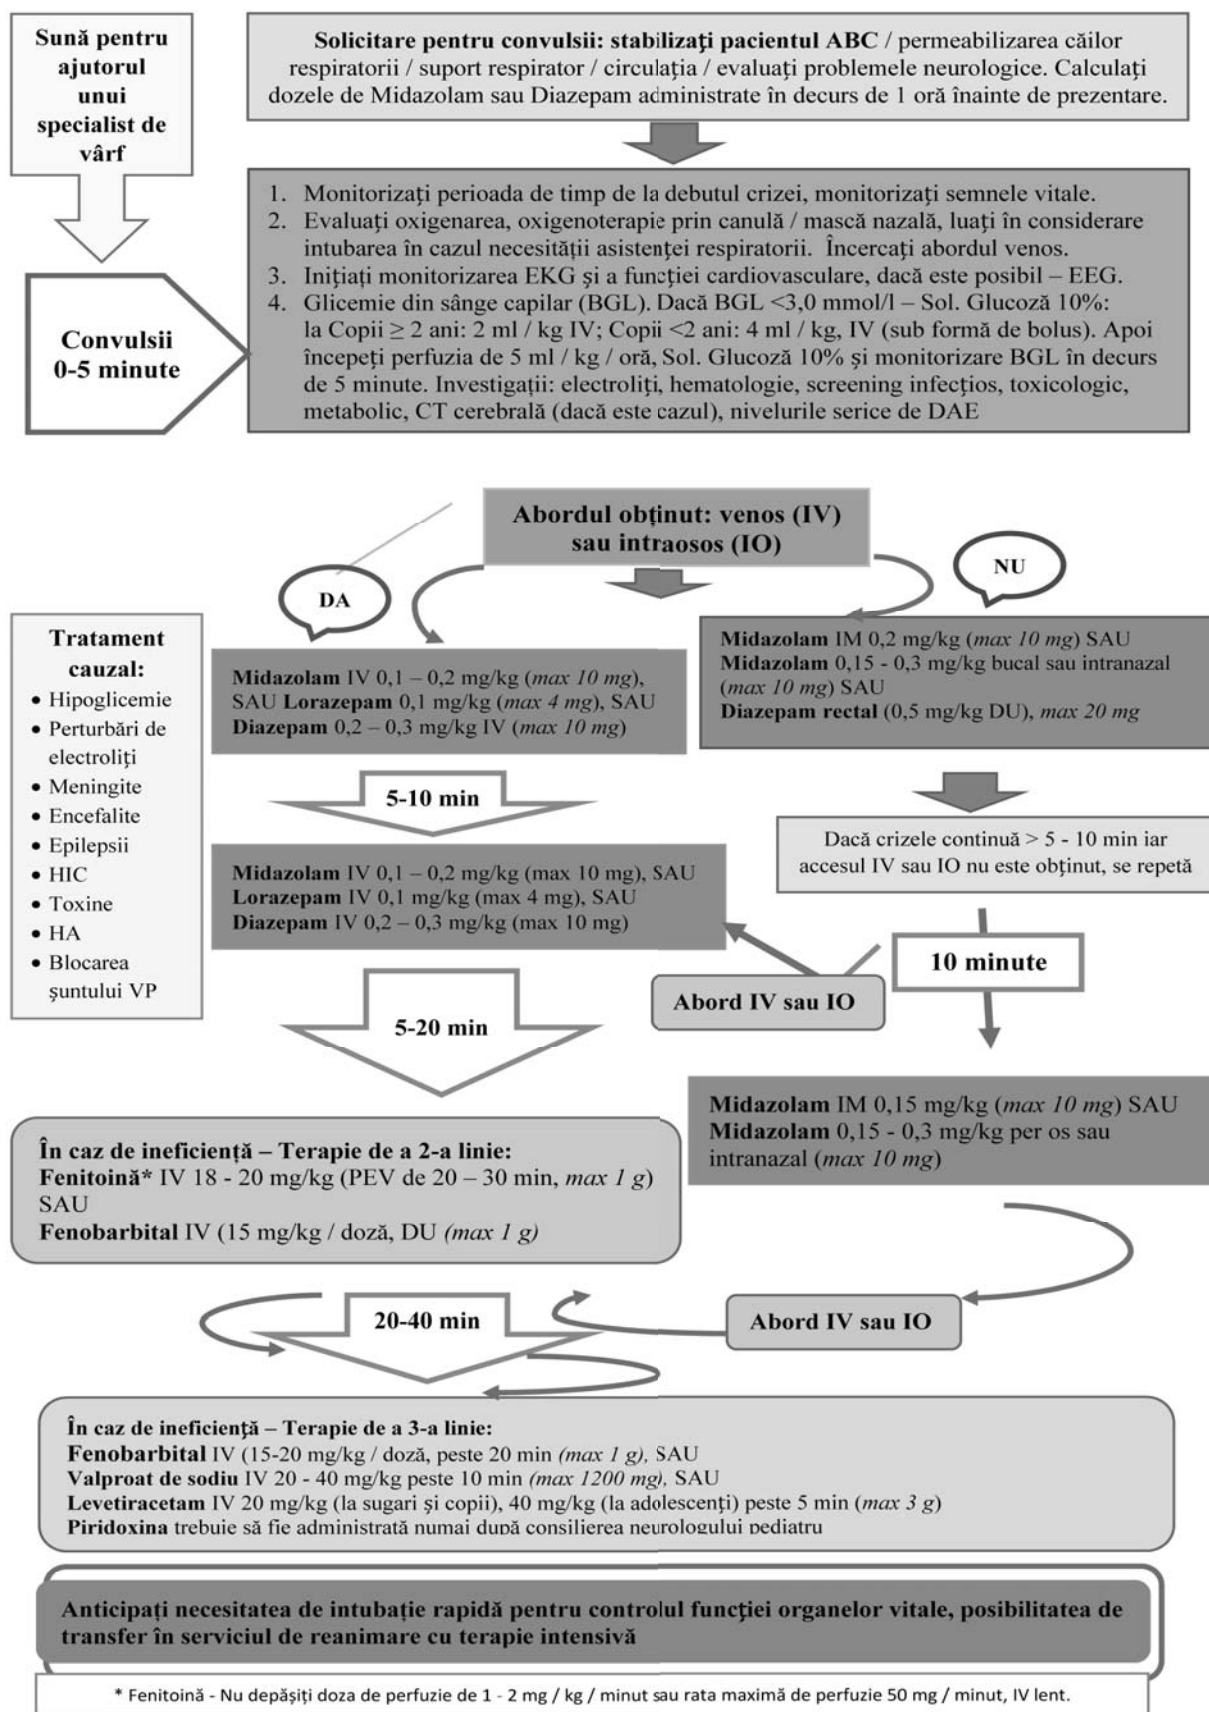 Sună pentru
ajutorul
unui
specialist de
vârf
Solicitare pentru convulsii: stabilizați pacientul ABC / permeabilizarea căilor
respiratorii / suport respirator / circulația / evaluați problemele neurologice. Calculați
dozele de Midazolam sau Diazepam administrate în decurs de 1 oră înainte de prezentare.
Convulsii
0-5 minute
1. Monitorizați perioada de timp de la debutul crizei, monitorizați semnele vitale.
2. Evaluați oxigenarea, oxigenoterapie prin canulă / mască nazală, luați în considerare
intubarea în cazul necesității asistenței respiratorii. Încercați abordul venos.
3. Inițiați monitorizarea EKG și a funcției cardiovasculare, dacă este posibil – EEG.
4. Glicemie din sânge capilar (BGL). Dacă BGL <3,0 mmol/l – Sol. Glucoză 10%:
la Copii ≥ 2 ani: 2 ml / kg IV; Copii <2 ani: 4 ml / kg, IV (sub formă de bolus). Apoi
începeți perfuzia de 5 ml / kg / oră, Sol. Glucoză 10% și monitorizare BGL în decurs
de 5 minute. Investigații: electroliți, hematologie, screening infecțios, toxicologic,
metabolic, CT cerebrală (dacă este cazul), nivelurile serice de DAE
Abordul obținut: venos (IV)
sau intraosos (IO)
DA
NU
Tratament
cauzal:
• Hipoglicemie
• Perturbări de
electroliți
• Meningite
• Encefalite
• Epilepsii
• HIC
• Toxine
• HA
• Blocarea
șuntului VP
Midazolam IV 0,1 – 0,2 mg/kg (max 10 mg),
SAU Lorazepam 0,1 mg/kg (max 4 mg), SAU
Diazepam 0,2 – 0,3 mg/kg IV (max 10 mg)
Midazolam IM 0,2 mg/kg (max 10 mg) SAU
Midazolam 0,15 - 0,3 mg/kg bucal sau intranazal
(max 10 mg) SAU
Diazepam rectal (0,5 mg/kg DU), max 20 mg
5-10 min
Dacă crizele continuă > 5 - 10 min iar
accesul IV sau IO nu este obținut, se repetă
Midazolam IV 0,1 – 0,2 mg/kg (max 10 mg), SAU
Lorazepam IV 0,1 mg/kg (max 4 mg), SAU
Diazepam IV 0,2 – 0,3 mg/kg (max 10 mg)
10 minute
Abord IV sau IO
5-20 min
Midazolam IM 0,15 mg/kg (max 10 mg) SAU
Midazolam 0,15 - 0,3 mg/kg per os sau
intranazal (max 10 mg)
În caz de ineficiență – Terapie de a 2-a linie:
Fenitoină* IV 18 - 20 mg/kg (PEV de 20 – 30 min, max 1 g)
SAU
Fenobarbital IV (15 mg/kg / doză, DU (max 1 g)
20-40 min
Abord IV sau IO
În caz de ineficiență – Terapie de a 3-a linie:
Fenobarbital IV (15-20 mg/kg / doză, peste 20 min (max 1 g), SAU
Valproat de sodiu IV 20 - 40 mg/kg peste 10 min (max 1200 mg), SAU
Levetiracetam IV 20 mg/kg (la sugari și copii), 40 mg/kg (la adolescenți) peste 5 min (max 3 g)
Piridoxina trebuie să fie administrată numai după consilierea neurologului pediatru
Anticipați necesitatea de intubație rapidă pentru controlul funcției organelor vitale, posibilitatea de
transfer în serviciul de reanimare cu terapie intensivă
* Fenitoină - Nu depășiți doza de perfuzie de 1 - 2 mg / kg / minut sau rata maximă de perfuzie 50 mg / minut, IV lent.